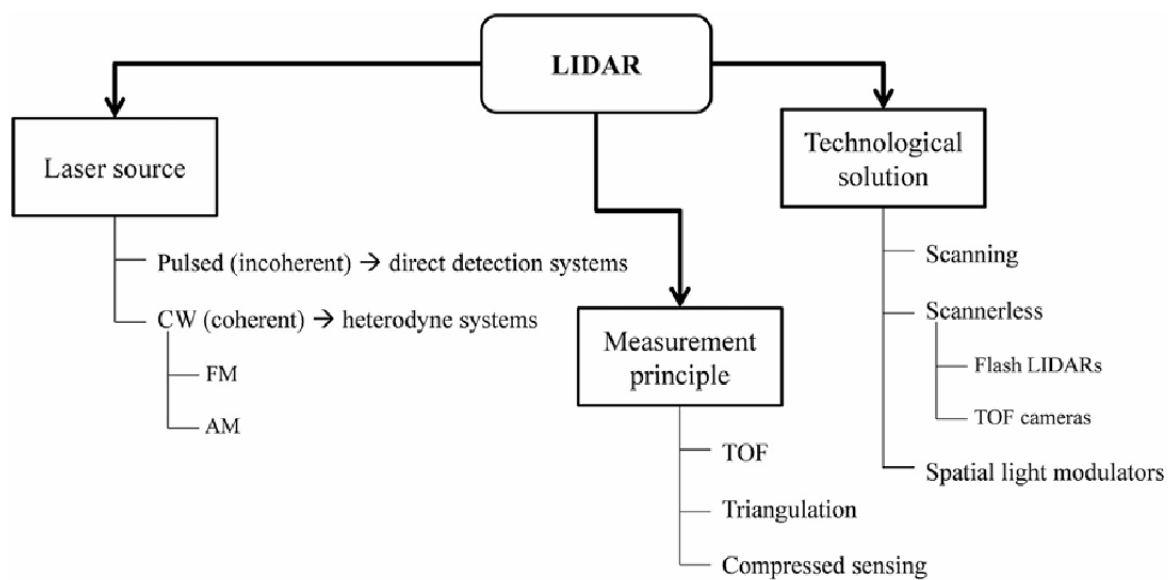 LIDAR
Laser source
Pulsed (incoherent) → direct detection systems
CW (coherent) → heterodyne systems
FM
AM
Measurement
principle
TOF
Triangulation
Compressed sensing
Technological
solution
Scanning
Scannerless
Flash LIDARs
TOF cameras
Spatial light modulators